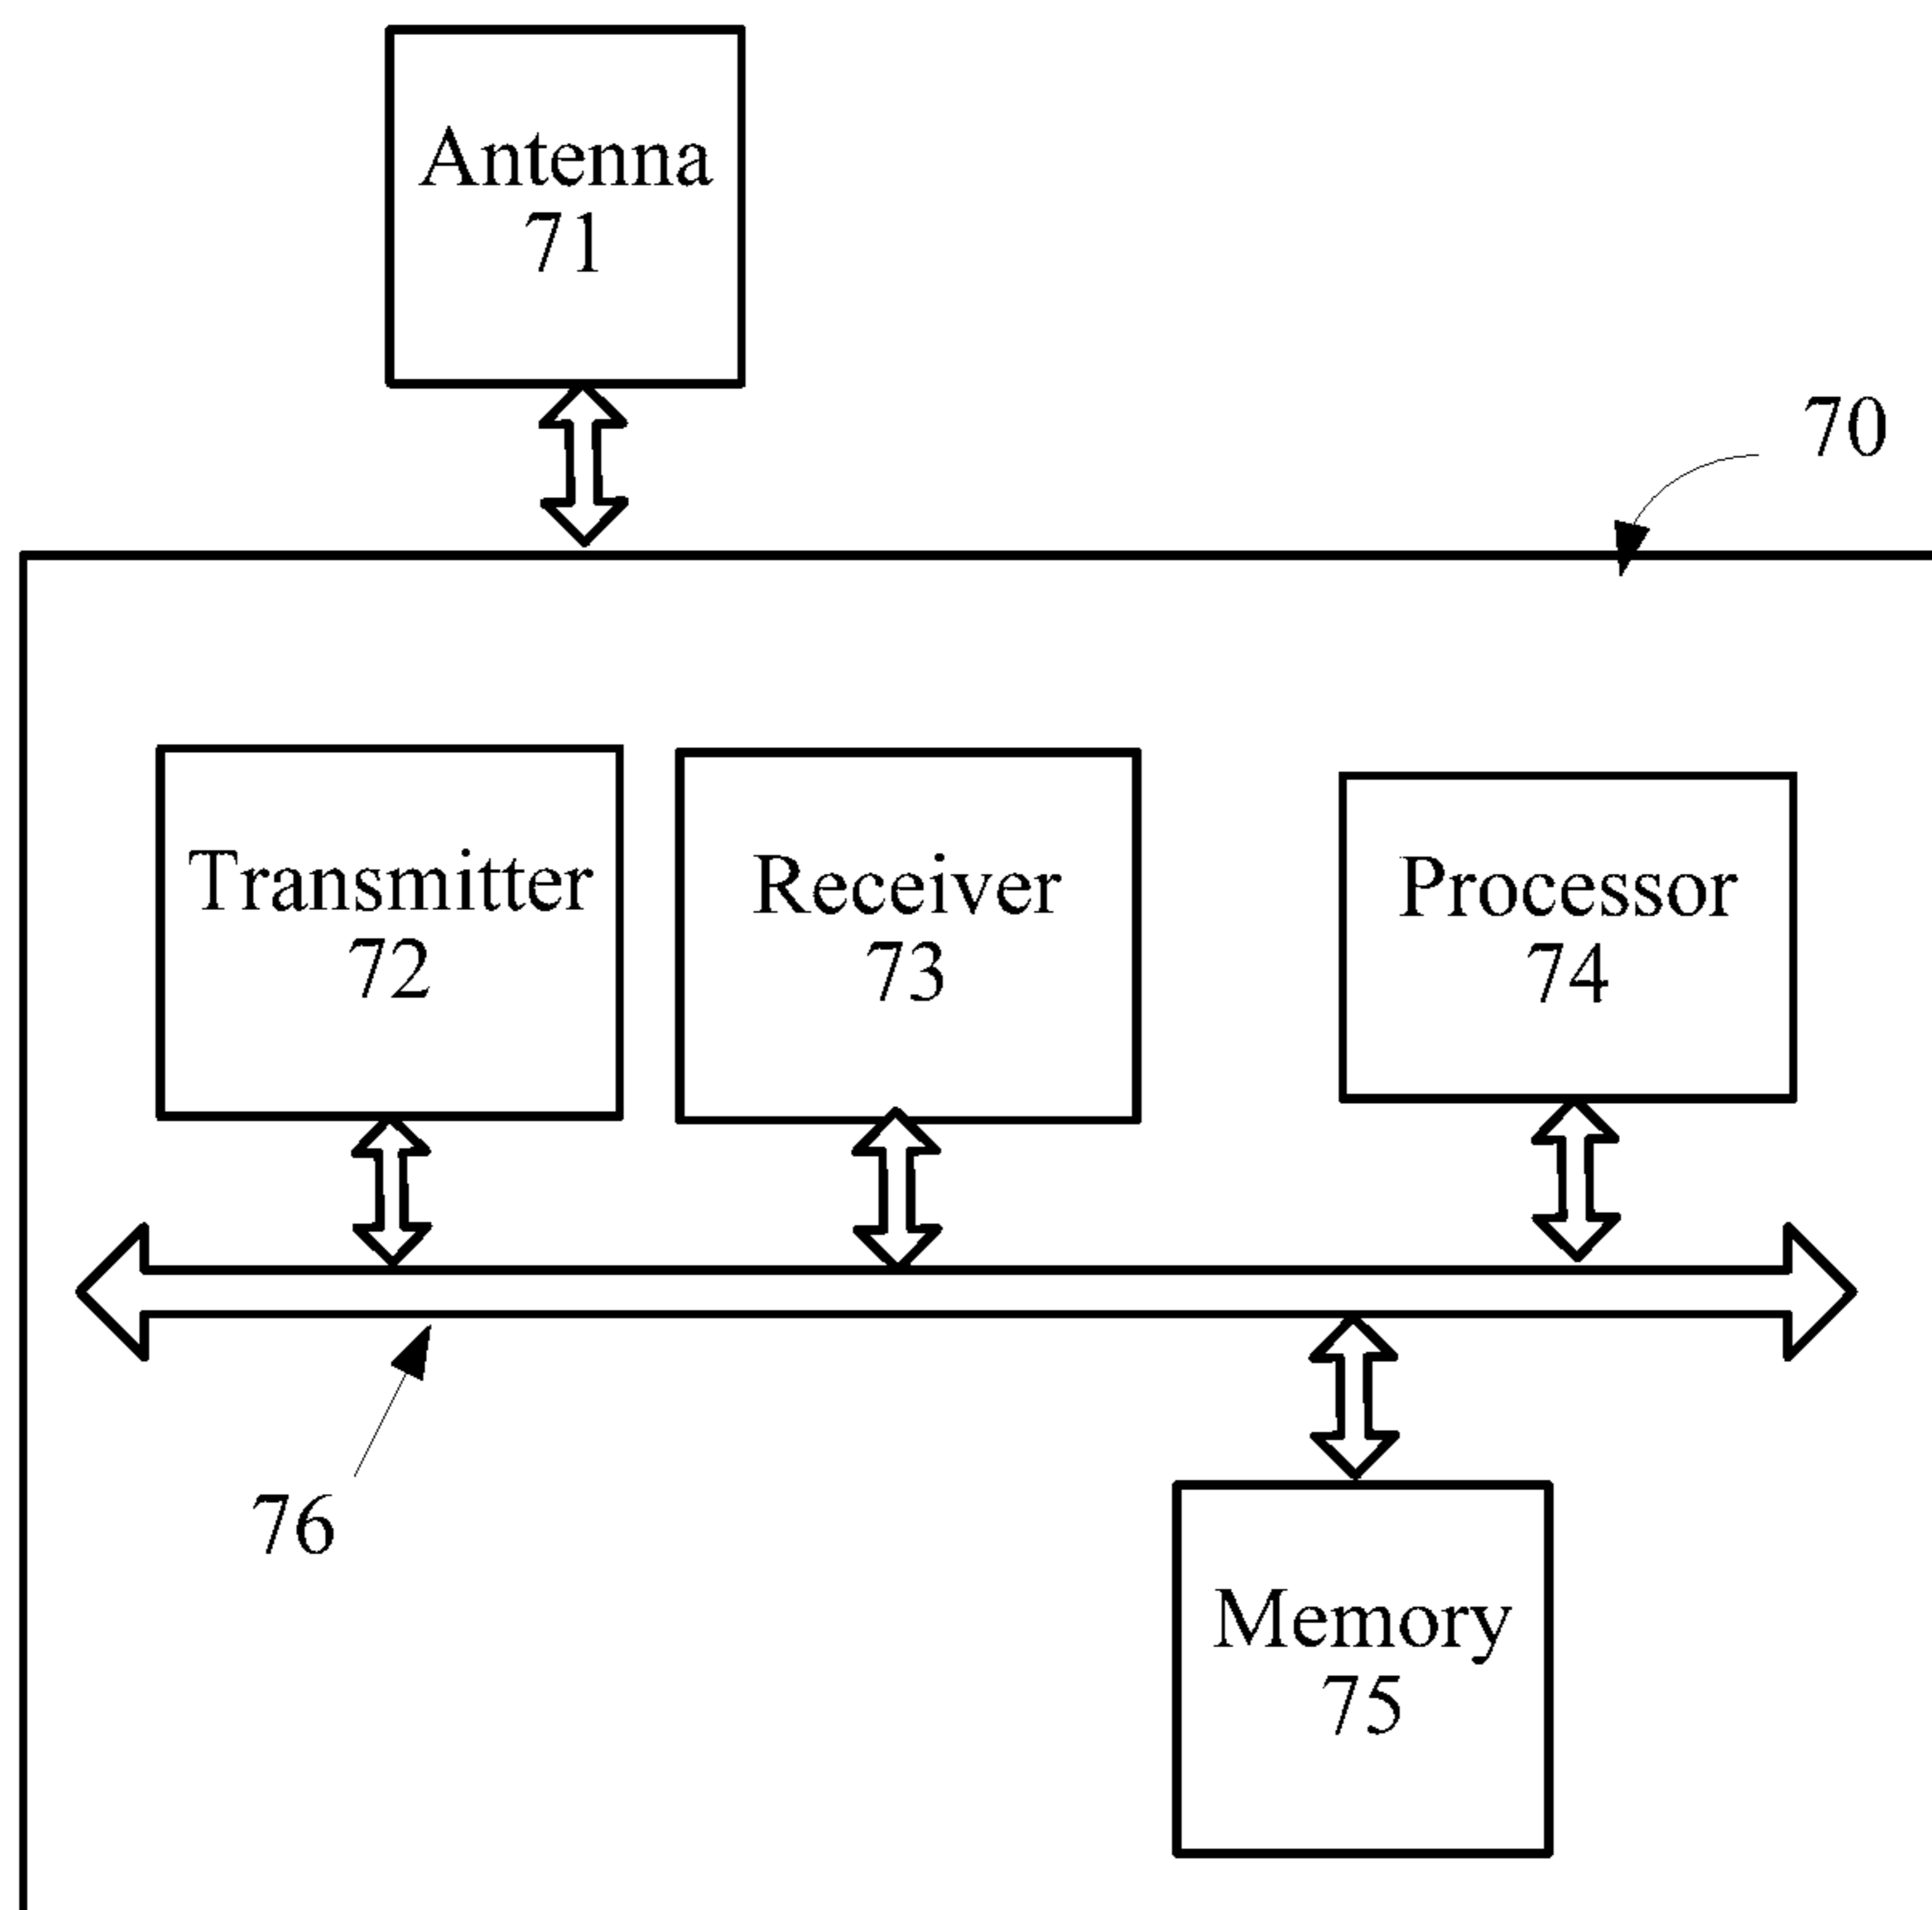 Antenna
71
70
Transmitter
72
Receiver
73
Processor
74
76
Memory
75